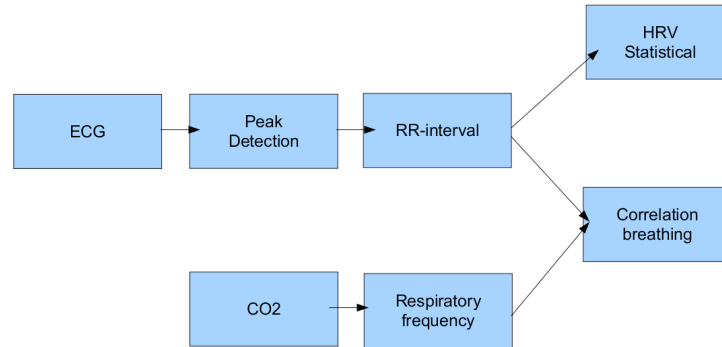 HRV
Statistical
ECG
Peak
Detection
RR-interval
Correlation
breathing
CO2
Respiratory
frequency